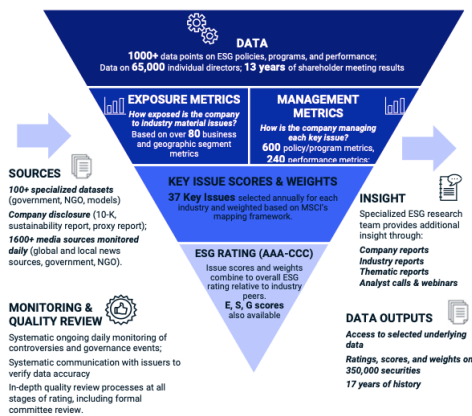 DATA
1000+ data points on ESG policies, programs, and performance;
Data on 65,000 individual directors; 13 years of shareholder meeting results
EXPOSURE METRICS
How exposed is the company
to industry material issues?
Based on over 80 business
and geographic segment
metrics
MANAGEMENT
METRICS
How is the company managing
each key issue?
600 policy/program metrics,
240 performance metrics;
KEY ISSUE SCORES & WEIGHTS
37 Key Issues selected annually for each
industry and weighted based on MSCI's
mapping framework.
ESG RATING (AAA-CCC)
Issue scores and weights
combine to overall ESG
rating relative to industry
peers.
E, S, G scores
also available
SOURCES
100+ specialized datasets
(government, NGO, models)
Company disclosure (10-K,
sustainability report, proxy report);
1600+ media sources monitored
daily (global and local news
sources, government, NGO).
MONITORING &
QUALITY REVIEW
Systematic ongoing daily monitoring of
controversies and governance events;
Systematic communication with issuers to
verify data accuracy
In-depth quality review processes at all
stages of rating, including formal
committee review.
INSIGHT
Specialized ESG research
team provides additional
insight through:
Company reports
Industry reports
Thematic reports
Analyst calls & webinars
DATA OUTPUTS
Access to selected underlying
data
Ratings, scores, and weights on
350,000 securities
17 years of history